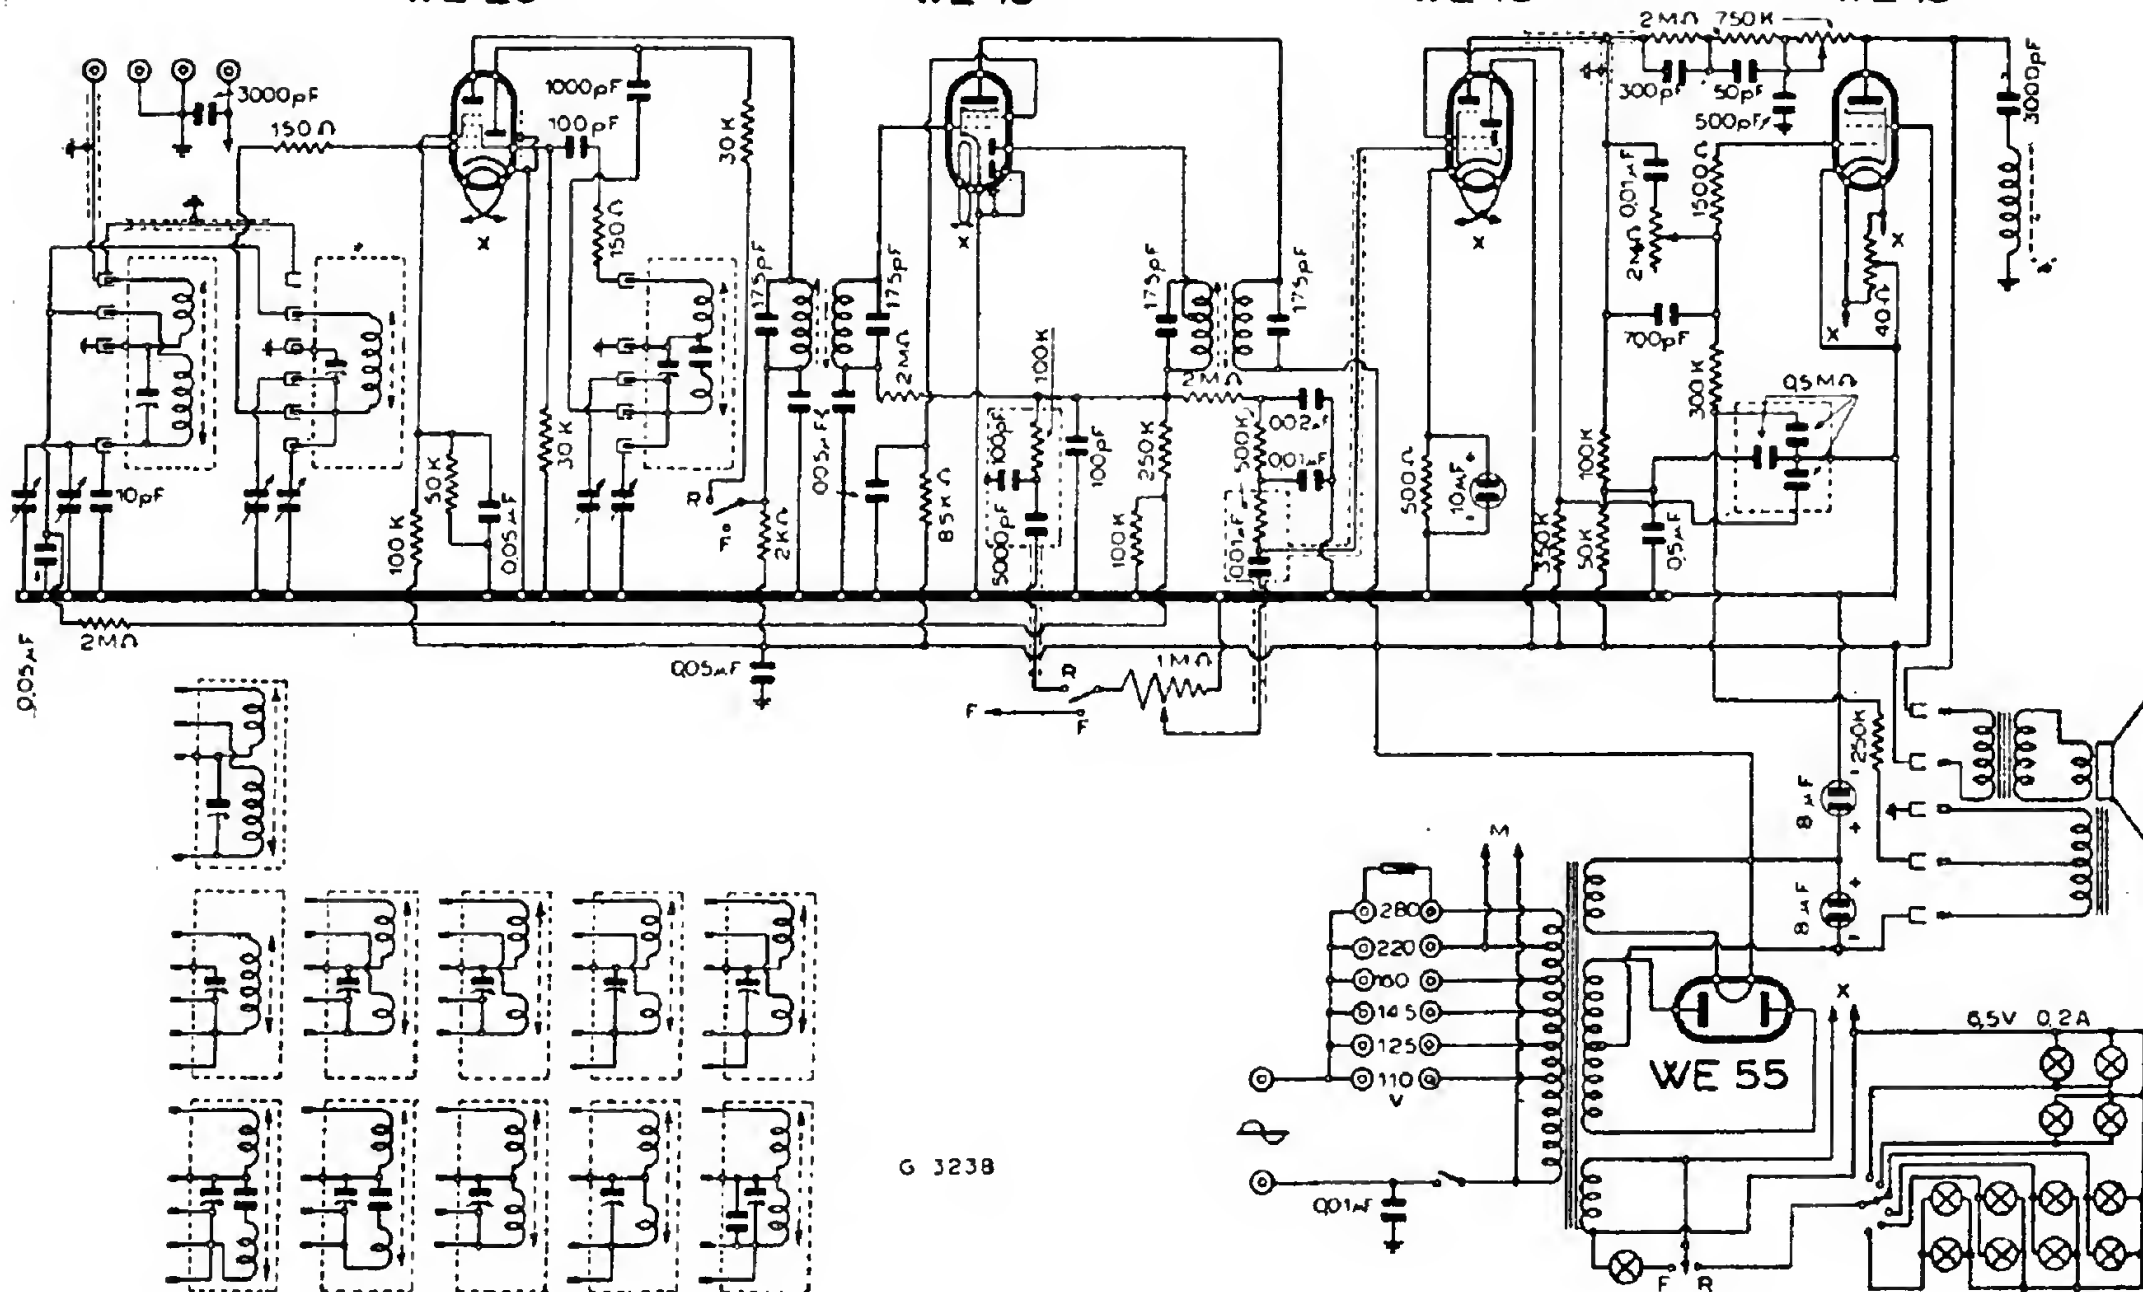 2MΩ 750K
3000pF
150Ω
1000pF
100pF
30K
300pF 50pF
500pF
3000pF
150Ω
175pF
175pF
175pF
175pF
0,01µF
2MΩ
1500Ω
700pF
40Ω
X
X
X
X
X
2MΩ
100K
2MΩ
300K
0,5MΩ
10pF
50K
100K
0,05µF
30K
R
F
2KΩ
0,05µF
85KΩ
100pF
5000pF
100pF
250K
100K
500K
0,02µF
0,01µF
0,01µF
500Ω
10µF
350K
100K
50K
0,5µF
0,05µF
2MΩ
0,05µF
R
1MΩ
F
F
250K
8µF
8µF
M
280
220
160
145
125
110
V
WE 55
X
6,5V 0,2A
G 3238
0,01µF
F R